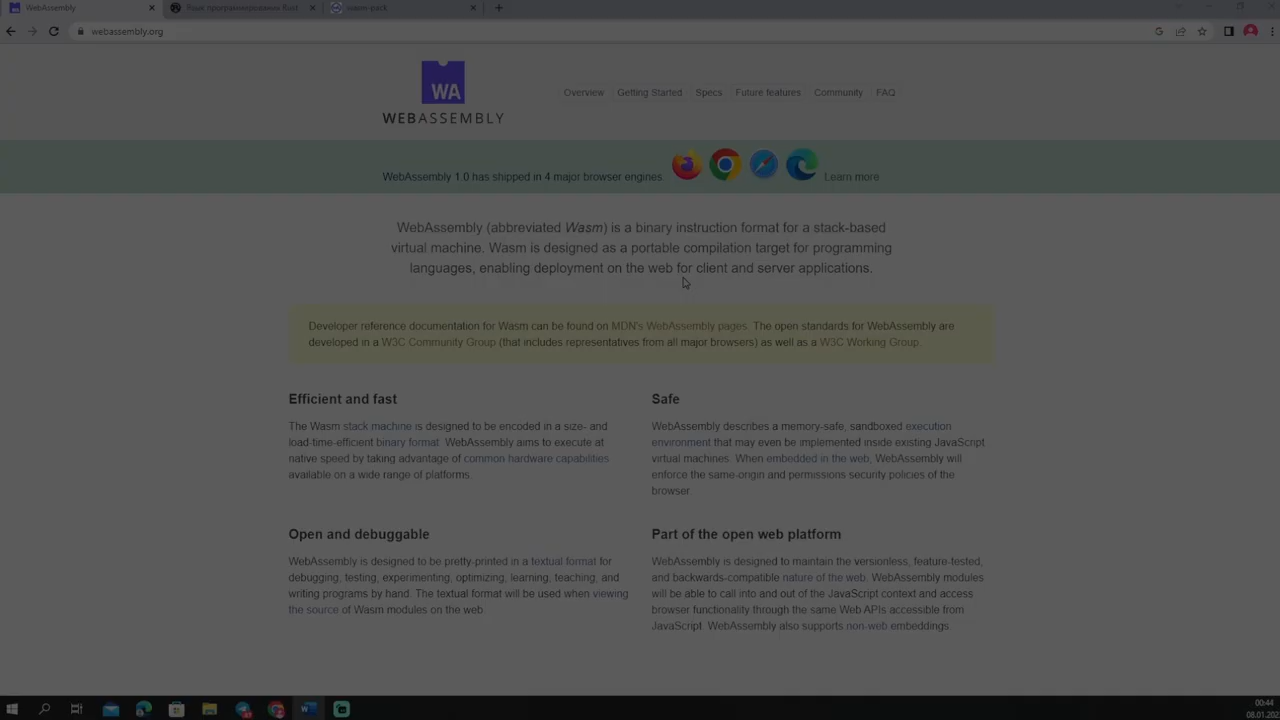 WebAssembly
Язык программирования Rust
wasm-pack
webassembly.org
WA
WEBASSEMBLY
Overview Getting Started Specs Future features Community FAQ
WebAssembly 1.0 has shipped in 4 major browser engines. Learn more
WebAssembly (abbreviated Wasm) is a binary instruction format for a stack-based
virtual machine. Wasm is designed as a portable compilation target for programming
languages, enabling deployment on the web for client and server applications.
Developer reference documentation for Wasm can be found on MDN's WebAssembly pages. The open standards for WebAssembly are
developed in a W3C Community Group (that includes representatives from all major browsers) as well as a W3C Working Group.
Efficient and fast
The Wasm stack machine is designed to be encoded in a size- and
load-time-efficient binary format. WebAssembly aims to execute at
native speed by taking advantage of common hardware capabilities
available on a wide range of platforms.
Safe
WebAssembly describes a memory-safe, sandboxed execution
environment that may even be implemented inside existing JavaScript
virtual machines. When embedded in the web, WebAssembly will
enforce the same-origin and permissions security policies of the
browser.
Open and debuggable
WebAssembly is designed to be pretty-printed in a textual format for
debugging, testing, experimenting, optimizing, learning, teaching, and
writing programs by hand. The textual format will be used when viewing
the source of Wasm modules on the web.
Part of the open web platform
WebAssembly is designed to maintain the versionless, feature-tested,
and backwards-compatible nature of the web. WebAssembly modules
will be able to call into and out of the JavaScript context and access
browser functionality through the same Web APIs accessible from
JavaScript. WebAssembly also supports non-web embeddings.
00:44
08.01.202